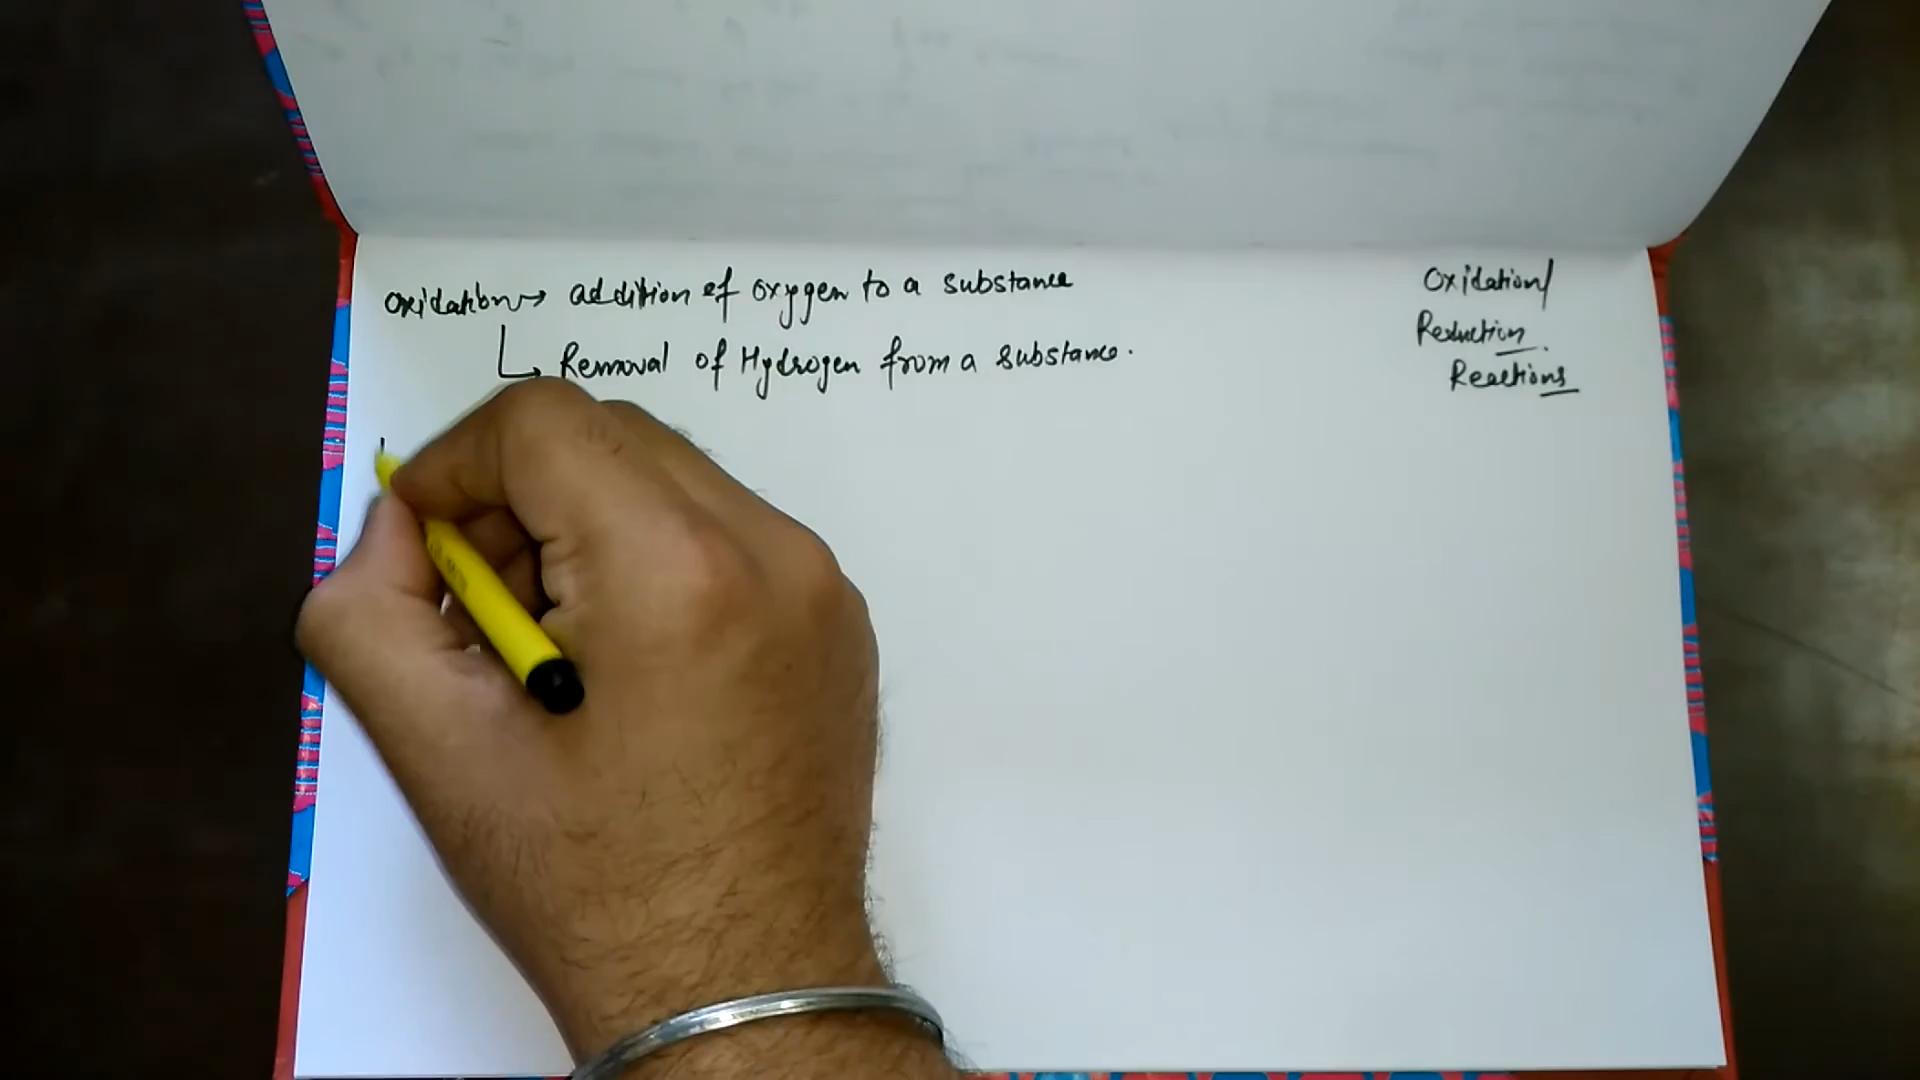 Oxidation → addition of oxygen to a substance
↳ Removal of Hydrogen from a substance.
Oxidation/
Reduction
Reactions